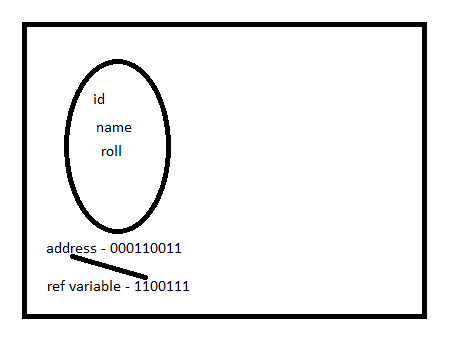 id
name
roll
address - 000110011
ref variable - 1100111